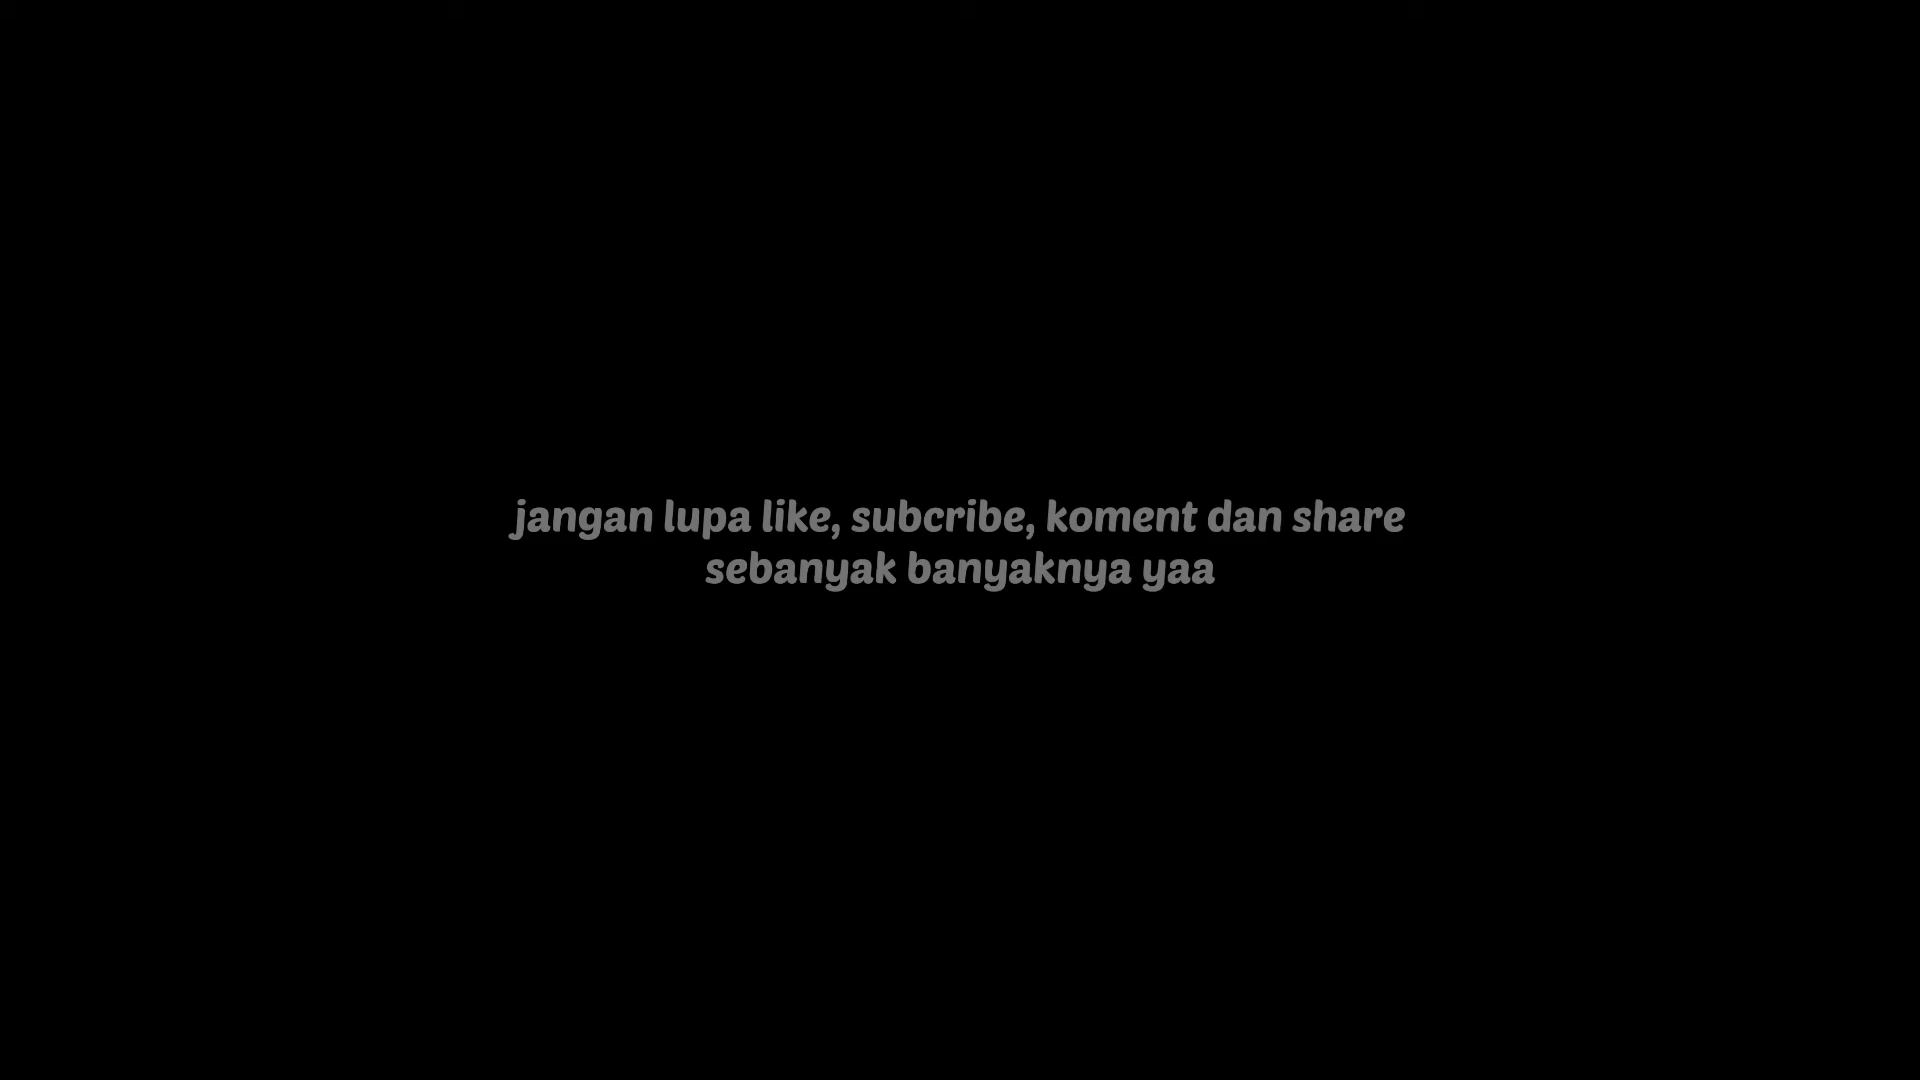 jangan lupa like, subcribe, koment dan share
sebanyak banyaknya yaa